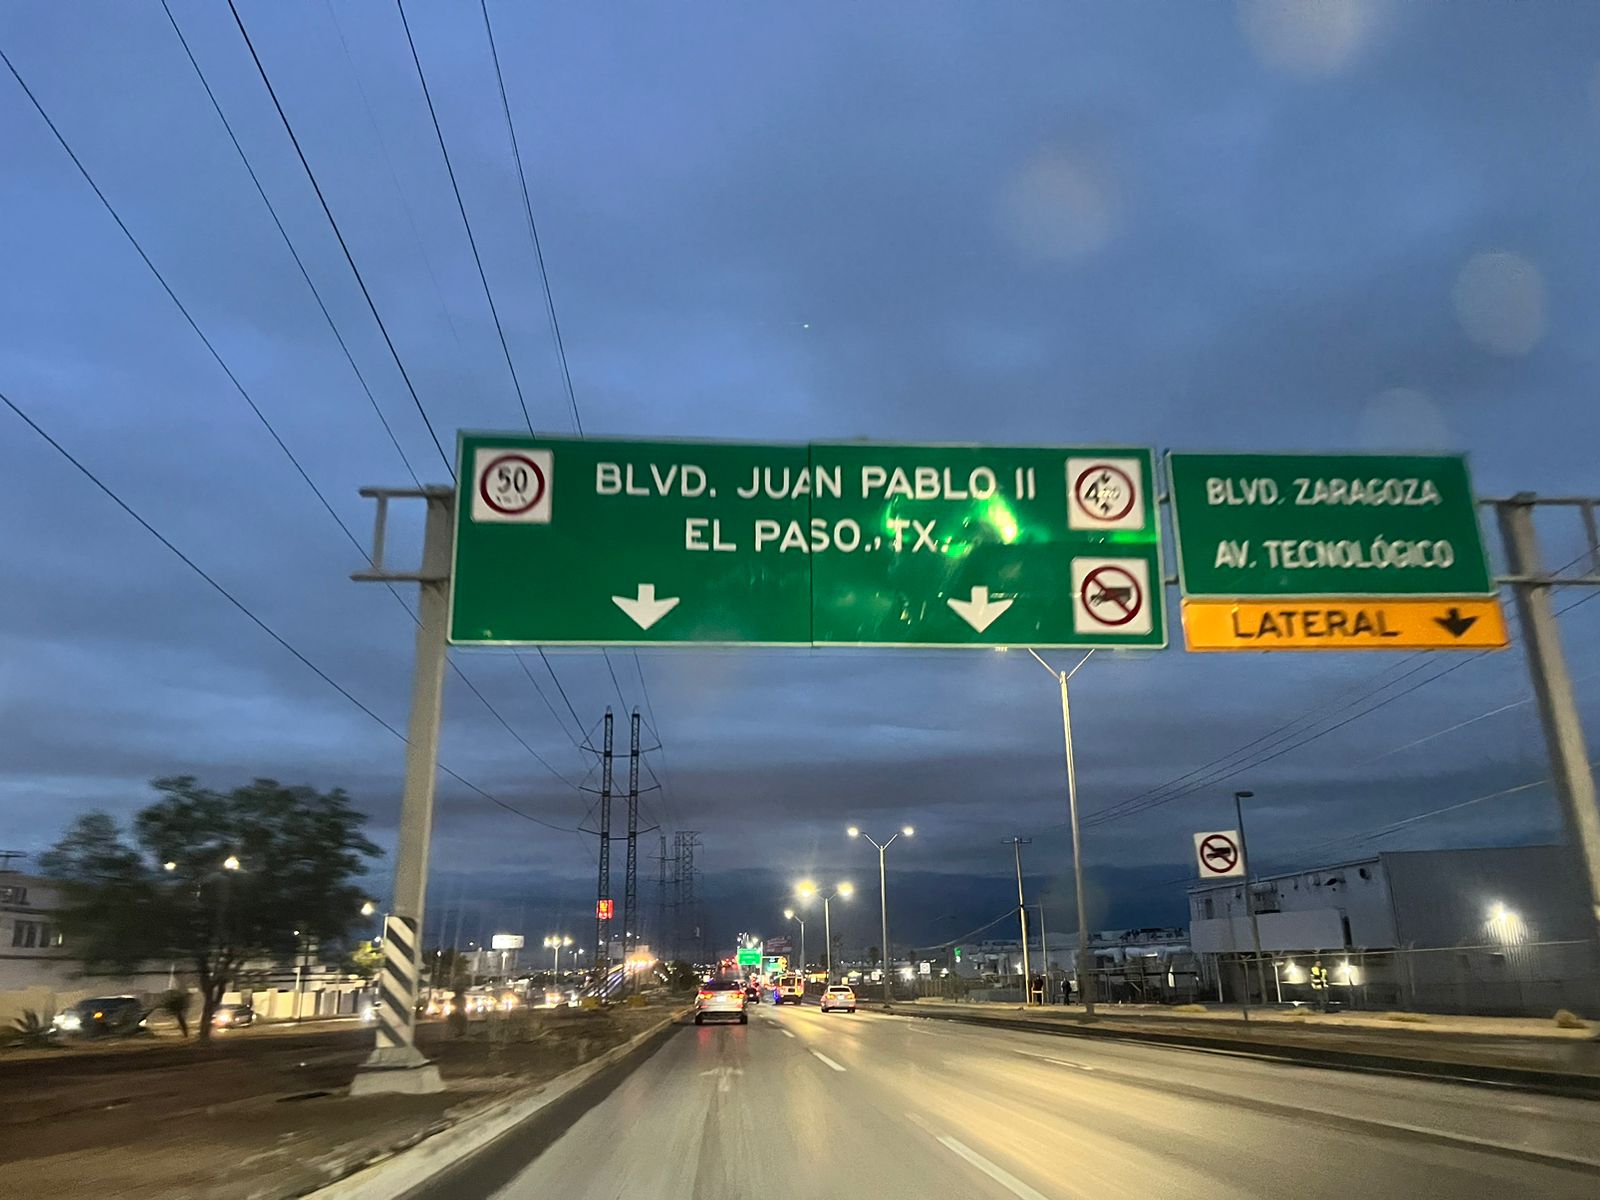 50
BLVD. JUAN PABLO II
EL PASO., TX.
BLVD. ZARAGOZA
AV. TECNOLÓGICO
LATERAL